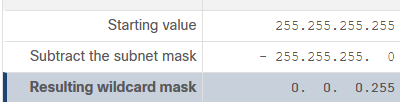 Starting value 255.255.255.255
Subtract the subnet mask - 255.255.255. 0
Resulting wildcard mask 0. 0. 0.255